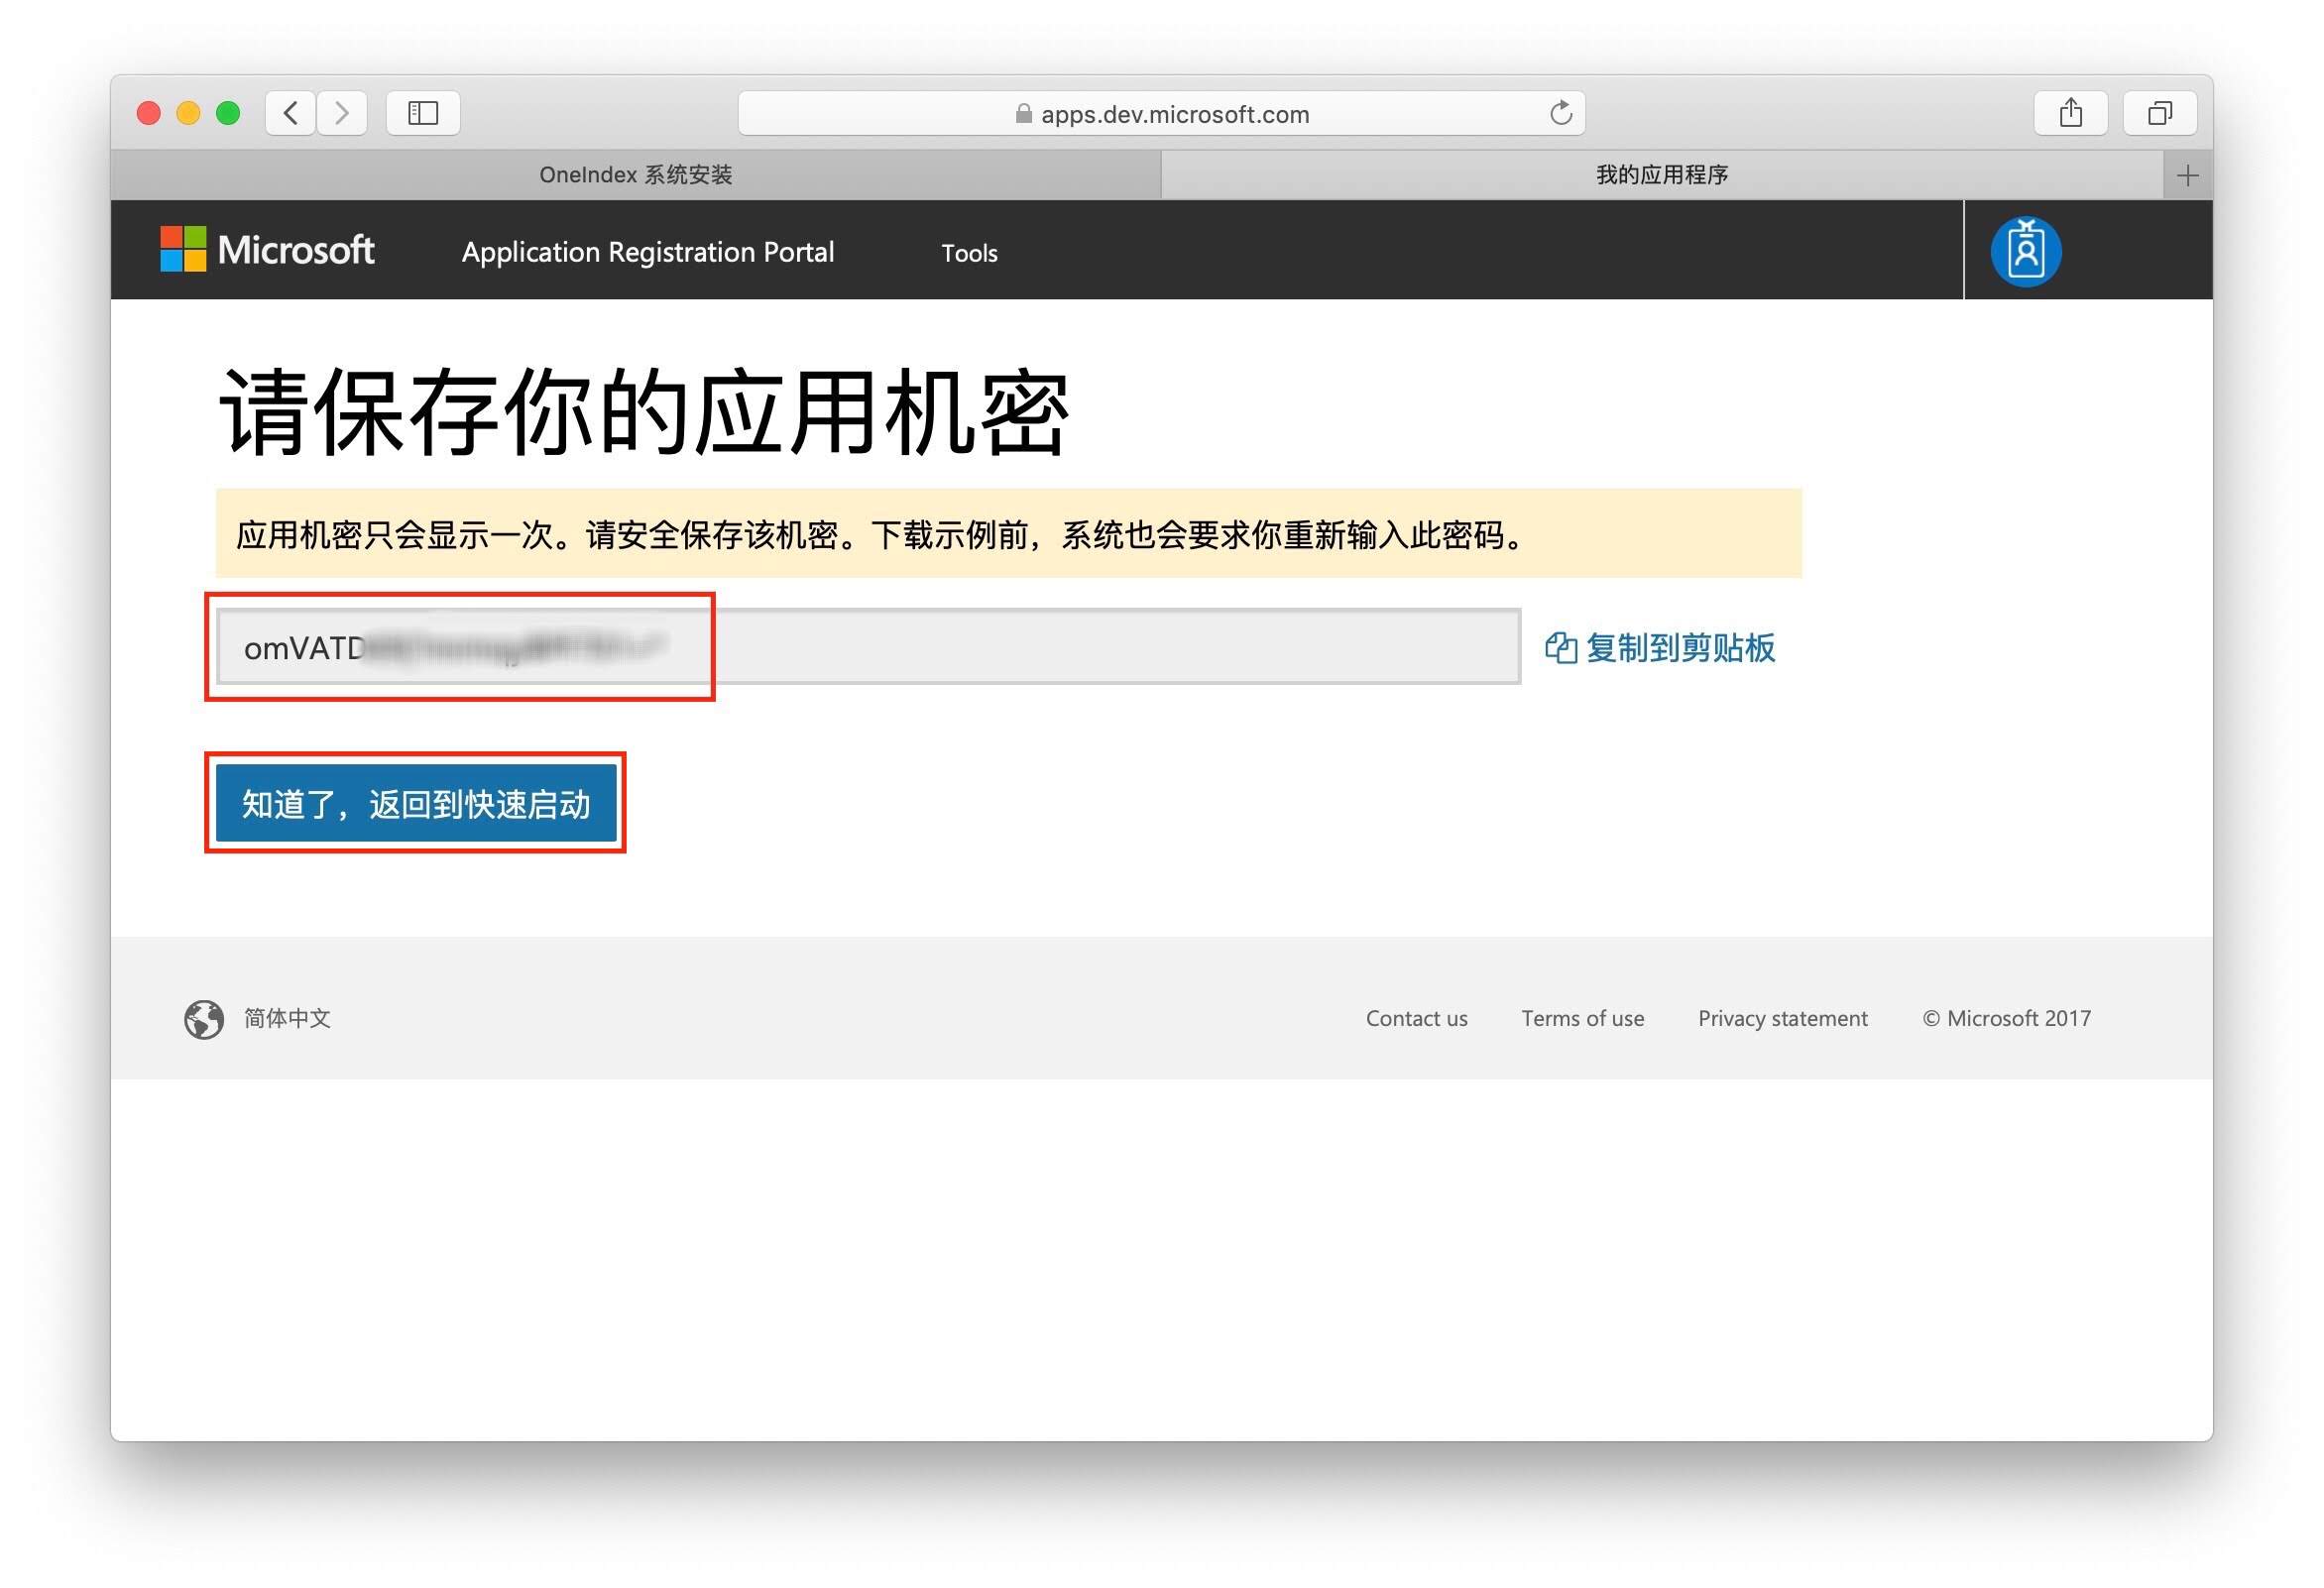 apps.dev.microsoft.com
OneIndex 系统安装
我的应用程序
Microsoft
Application Registration Portal
Tools
请保存你的应用机密
应用机密只会显示一次。请安全保存该机密。下载示例前，系统也会要求你重新输入此密码。
复制到剪贴板
知道了，返回到快速启动
简体中文
Contact us
Terms of use
Privacy statement
© Microsoft 2017